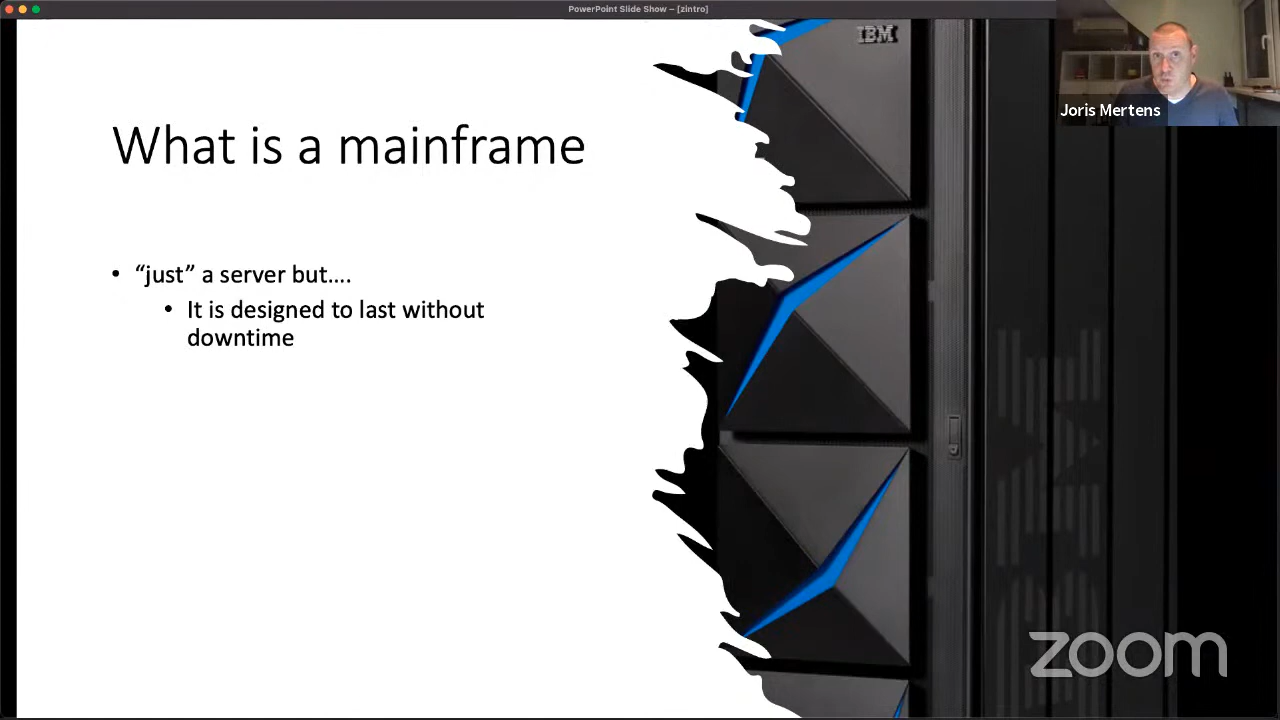 PowerPoint Slide Show – [zintro]
IBM
Joris Mertens
What is a mainframe
• “just” a server but....
• It is designed to last without
downtime
zoom